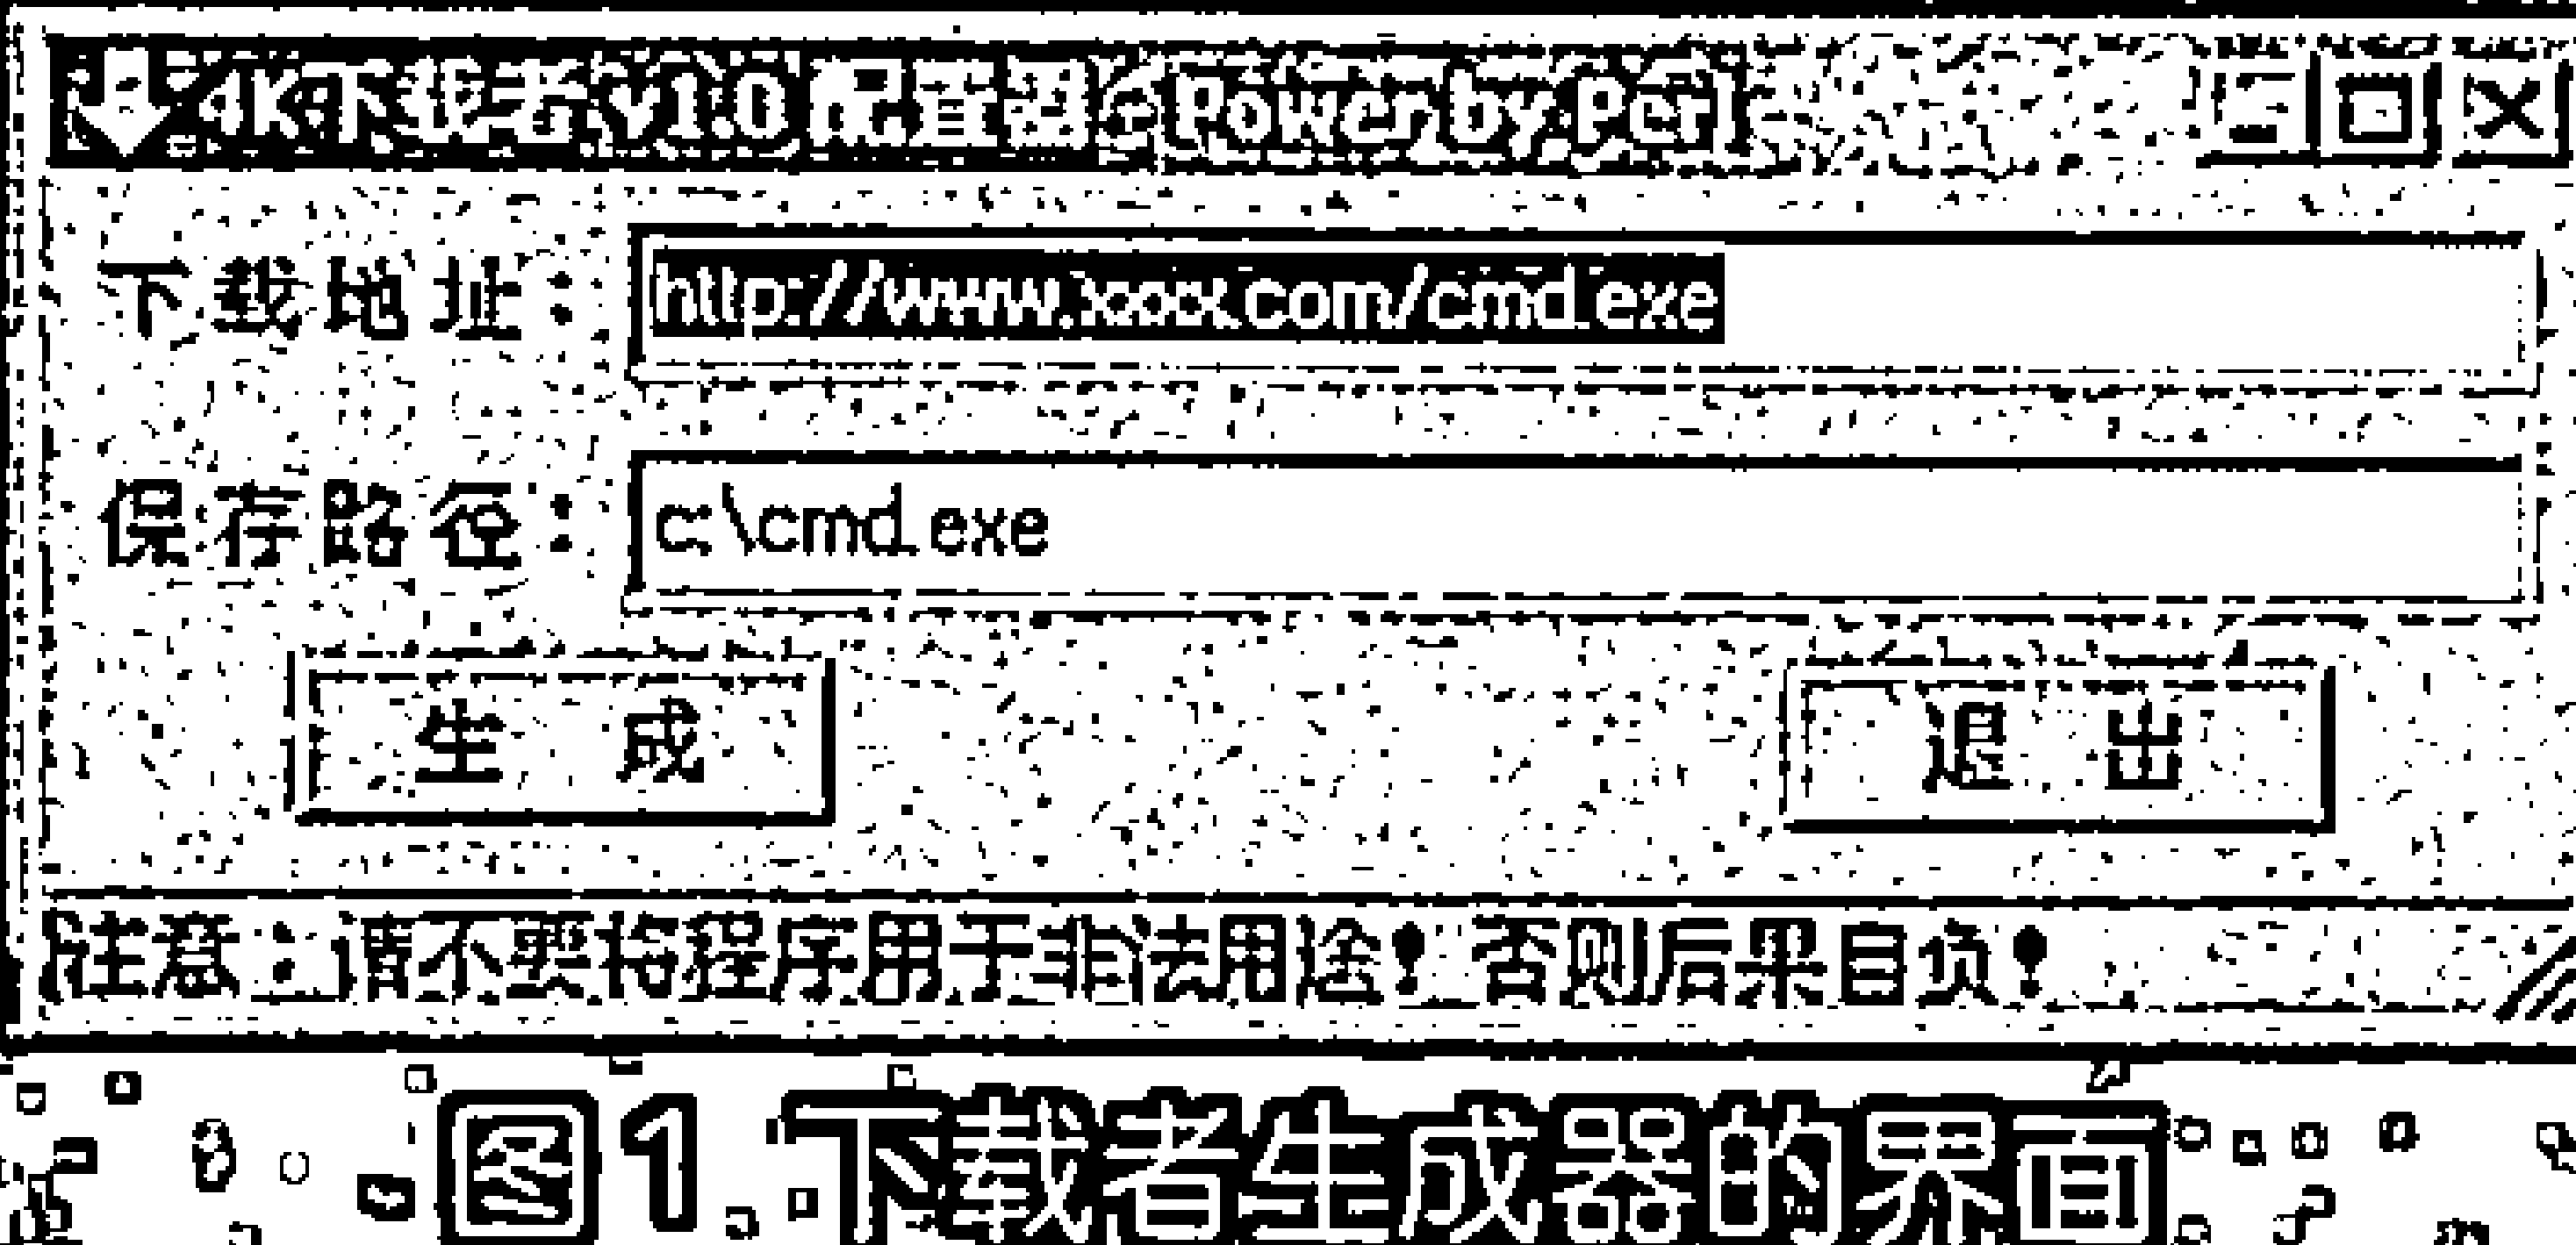 4K下载者V1.0配置器 Power by Pcr
下载地址: http://www.xxxx.com/cmd.exe
保存路径: c:\cmd.exe
生 成 退 出
注意:请不要将程序用于非法用途!否则后果自负!
图1 下载者生成器的界面